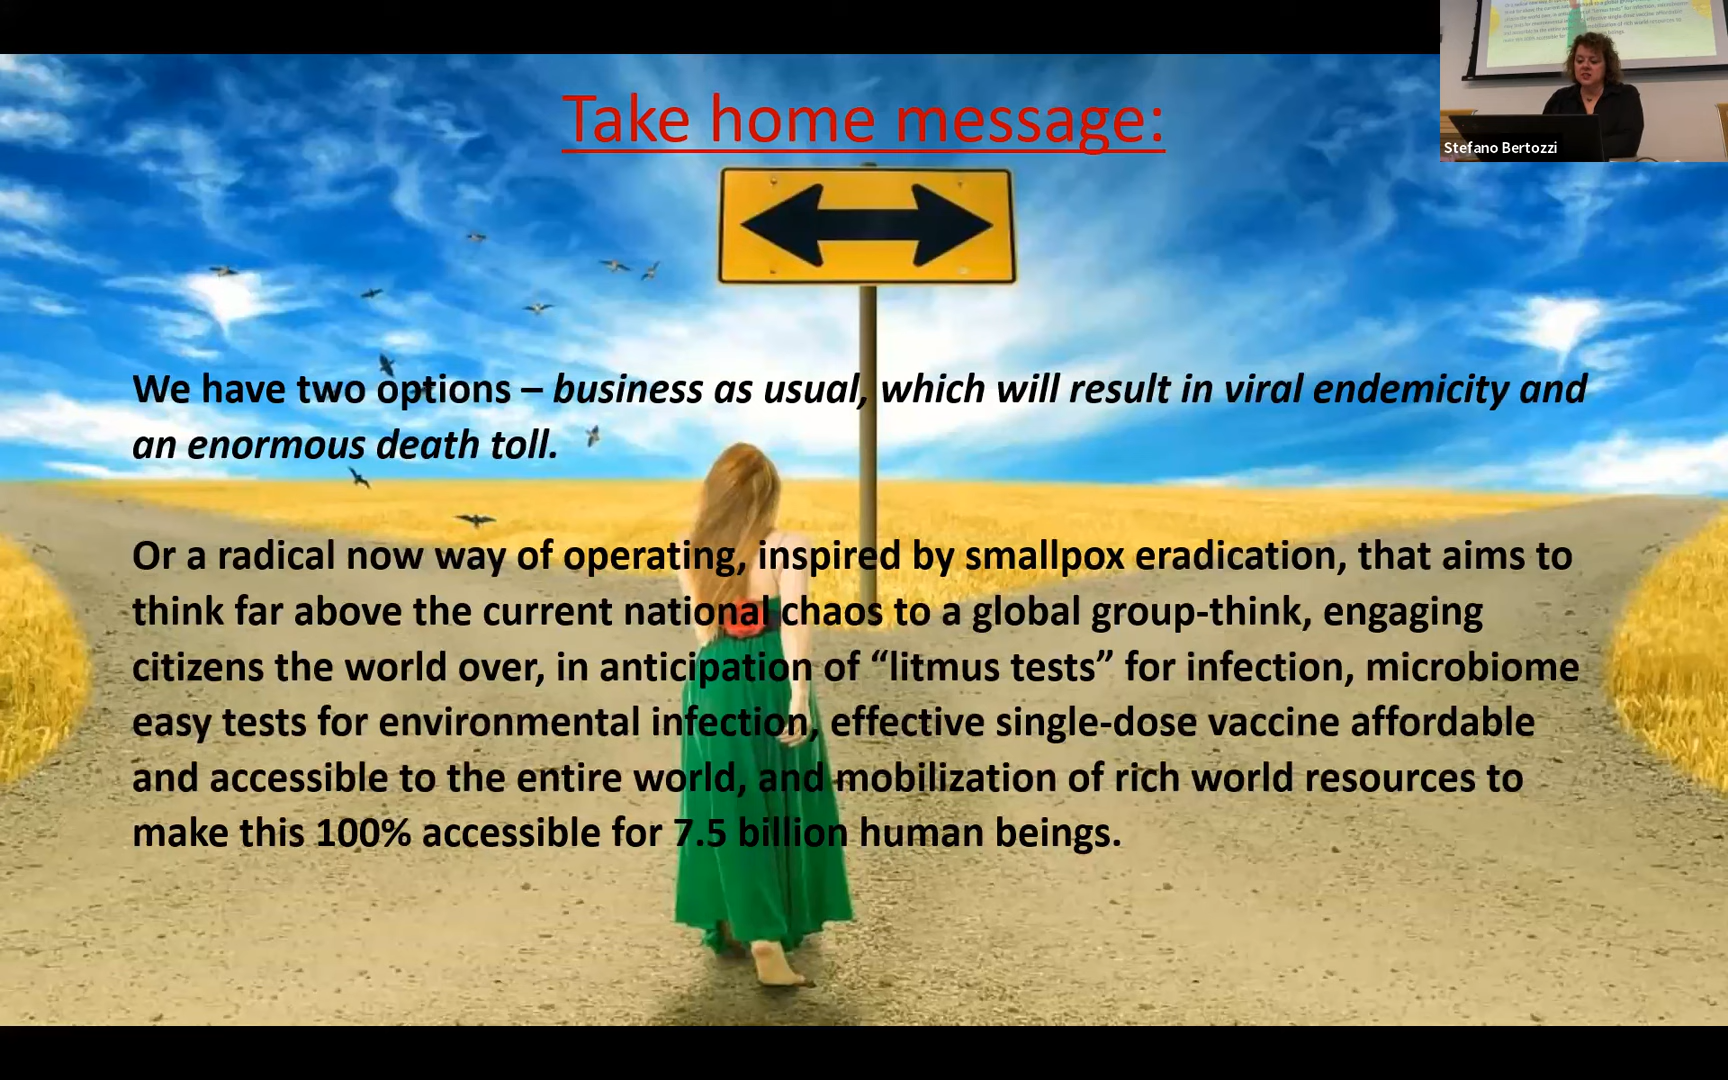 Take home message:
Stefano Bertozzi
We have two options – business as usual, which will result in viral endemicity and
an enormous death toll.
Or a radical now way of operating, inspired by smallpox eradication, that aims to
think far above the current national chaos to a global group-think, engaging
citizens the world over, in anticipation of “litmus tests” for infection, microbiome
easy tests for environmental infection, effective single-dose vaccine affordable
and accessible to the entire world, and mobilization of rich world resources to
make this 100% accessible for 7.5 billion human beings.